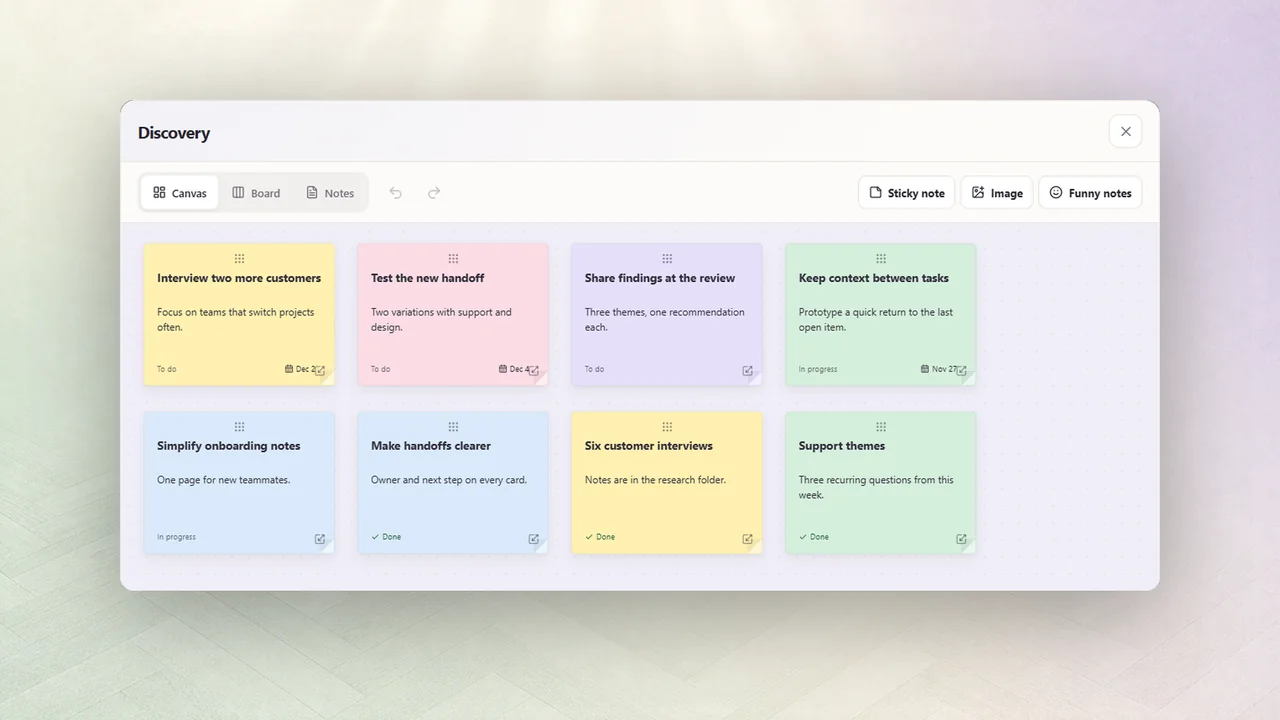 Discovery
Canvas
Board
Notes
Sticky note
Image
Funny notes
Interview two more customers
Focus on teams that switch projects
often.
To do
Dec 2
Test the new handoff
Two variations with support and
design.
To do
Dec 4
Share findings at the review
Three themes, one recommendation
each.
To do
Keep context between tasks
Prototype a quick return to the last
open item.
In progress
Nov 27
Simplify onboarding notes
One page for new teammates.
In progress
Make handoffs clearer
Owner and next step on every card.
Done
Six customer interviews
Notes are in the research folder.
Done
Support themes
Three recurring questions from this
week.
Done